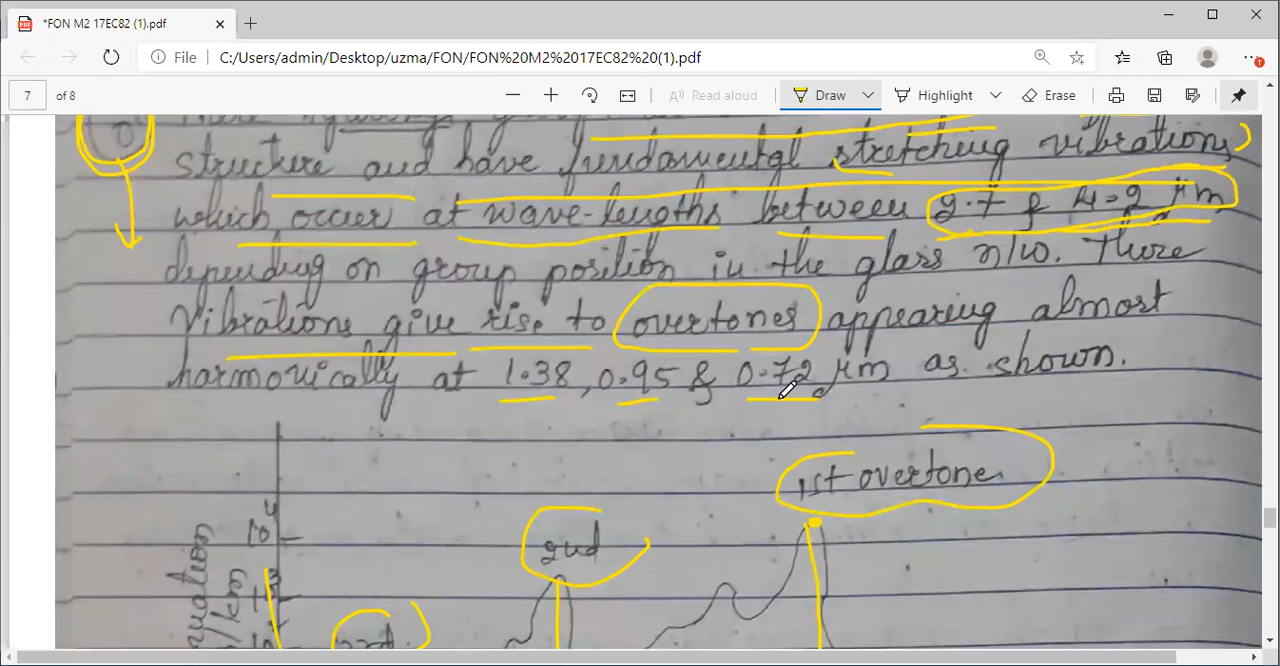 *FON M2 17EC82 (1).pdf
File C:/Users/admin/Desktop/uzma/FON/FON%20M2%2017EC82%20(1).pdf
7 of 8 Read aloud Draw Highlight Erase
structure and have fundamental stretching vibrations,
which occur at wave-lengths between 2.7 & 4.2 μm
depending on group position in the glass n/w. These
vibrations give rise to overtones appearing almost
harmonically at 1.38, 0.95 & 0.72 μm as shown.
1st overtone
2nd
10⁴
10³
/km